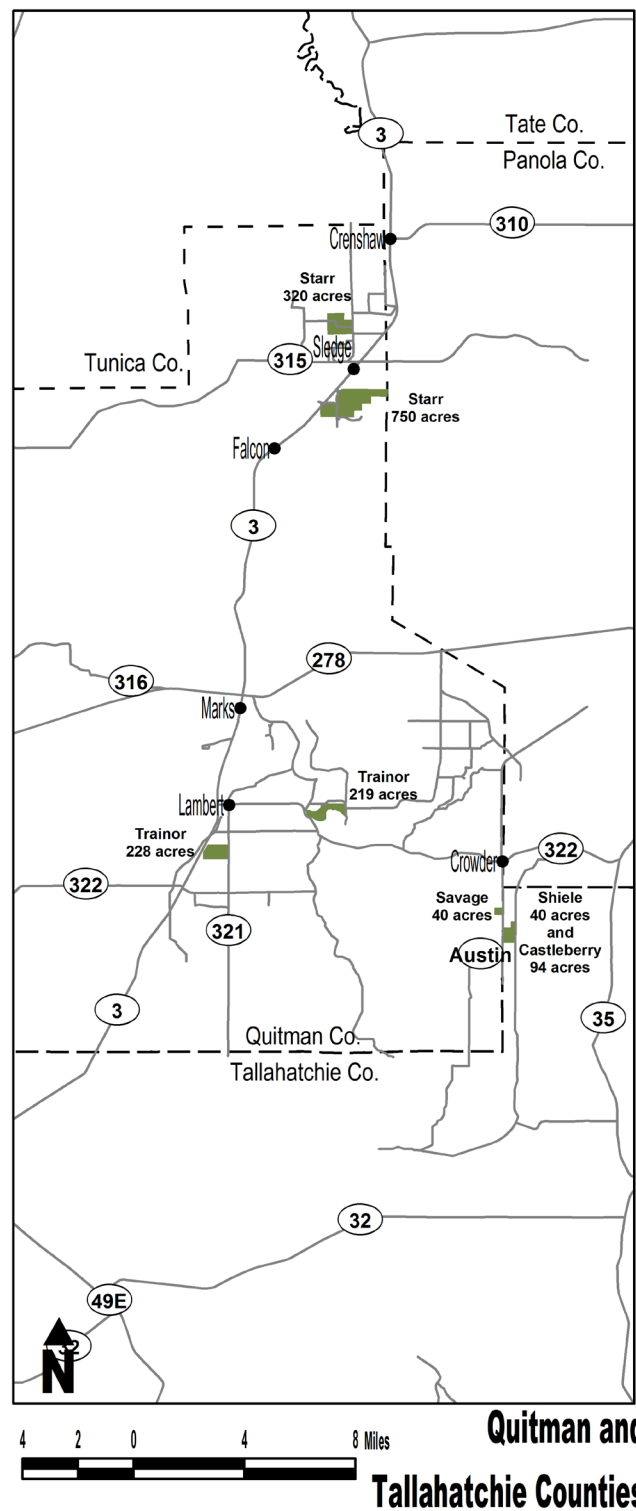 3
Tate Co.
Panola Co.
310
Crenshaw
Starr
320 acres
Sledge
315
Tunica Co.
Starr
750 acres
Falcon
3
278
316
Marks
Trainor
219 acres
Lambert
Trainor
228 acres
322
Crowder
322
Savage
40 acres
Shiele
40 acres
and
Castleberry
94 acres
321
Austin
3
35
Quitman Co.
Tallahatchie Co.
32
49E
32
N
4 2 0 4 8 Miles
Quitman and
Tallahatchie Counties